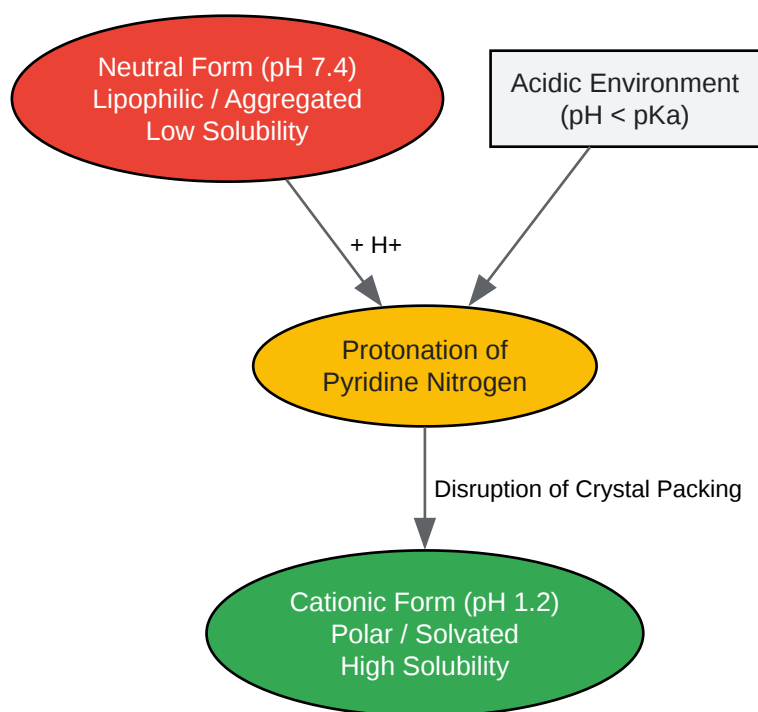 Neutral Form (pH 7.4)
Lipophilic / Aggregated
Low Solubility
Acidic Environment
(pH < pKa)
+ H+
Protonation of
Pyridine Nitrogen
Disruption of Crystal Packing
Cationic Form (pH 1.2)
Polar / Solvated
High Solubility